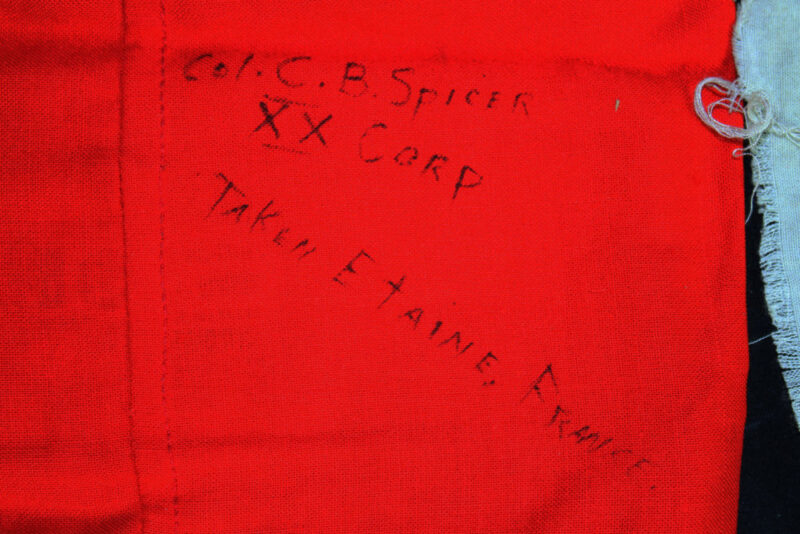 Col. C. B. Spicer
XX Corp
Taken Etaine, France.